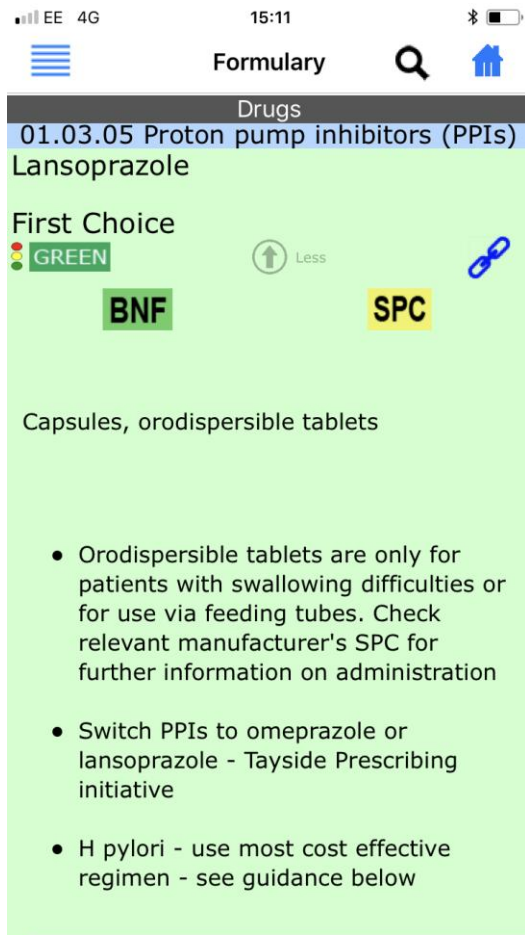 EE 4G 15:11
Formulary
Drugs
01.03.05 Proton pump inhibitors (PPIs)
Lansoprazole
First Choice
GREEN Less
BNF SPC
Capsules, orodispersible tablets
● Orodispersible tablets are only for
patients with swallowing difficulties or
for use via feeding tubes. Check
relevant manufacturer's SPC for
further information on administration
● Switch PPIs to omeprazole or
lansoprazole - Tayside Prescribing
initiative
● H pylori - use most cost effective
regimen - see guidance below